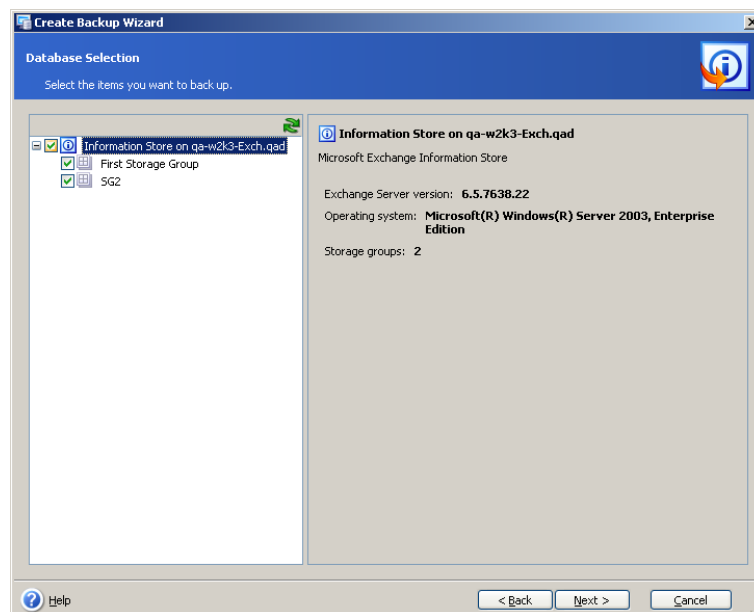 Create Backup Wizard
Database Selection
Select the items you want to back up.
Information Store on qa-w2k3-Exch.qad
First Storage Group
SG2
Information Store on qa-w2k3-Exch.qad
Microsoft Exchange Information Store
Exchange Server version: 6.5.7638.22
Operating system: Microsoft(R) Windows(R) Server 2003, Enterprise
Edition
Storage groups: 2
Help
< Back
Next >
Cancel